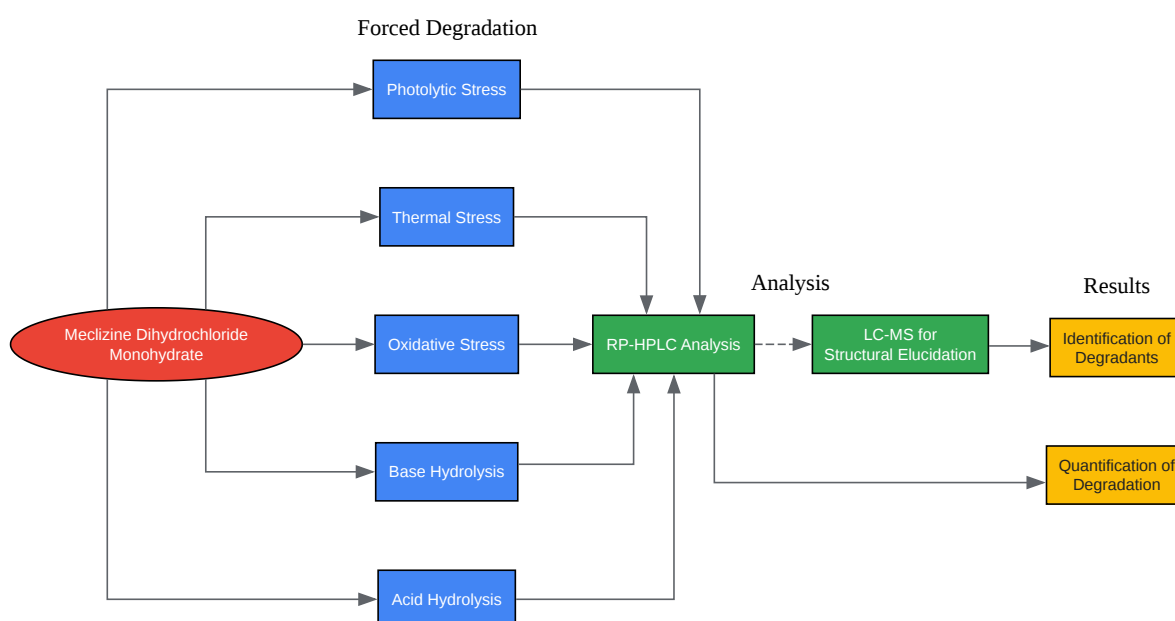 Forced Degradation
Photolytic Stress
Thermal Stress
Analysis
Results
Meclizine Dihydrochloride
Monohydrate
Oxidative Stress
RP-HPLC Analysis
LC-MS for
Structural Elucidation
Identification of
Degradants
Base Hydrolysis
Quantification of
Degradation
Acid Hydrolysis